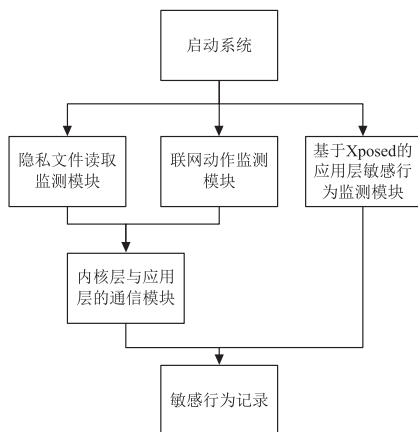 启动系统
隐私文件读取
监测模块
联网动作监测
模块
基于Xposed的
应用层敏感行
为监测模块
内核层与应用
层的通信模块
敏感行为记录